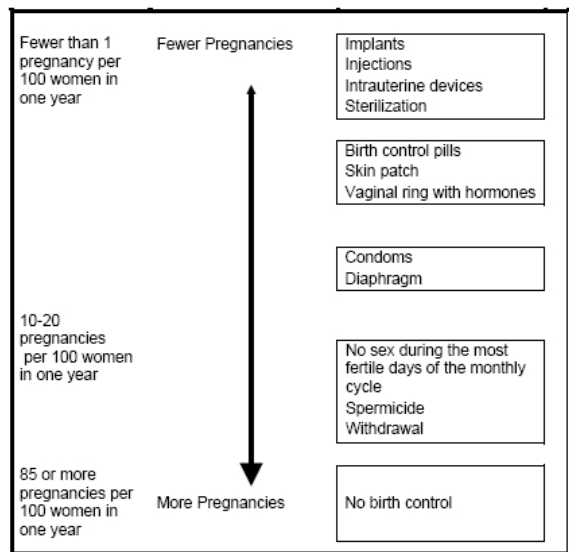 Fewer than 1
pregnancy per
100 women in
one year
Fewer Pregnancies
Implants
Injections
Intrauterine devices
Sterilization
Birth control pills
Skin patch
Vaginal ring with hormones
Condoms
Diaphragm
10-20
pregnancies
per 100 women
in one year
No sex during the most
fertile days of the monthly
cycle
Spermicide
Withdrawal
85 or more
pregnancies per
100 women in
one year
More Pregnancies
No birth control